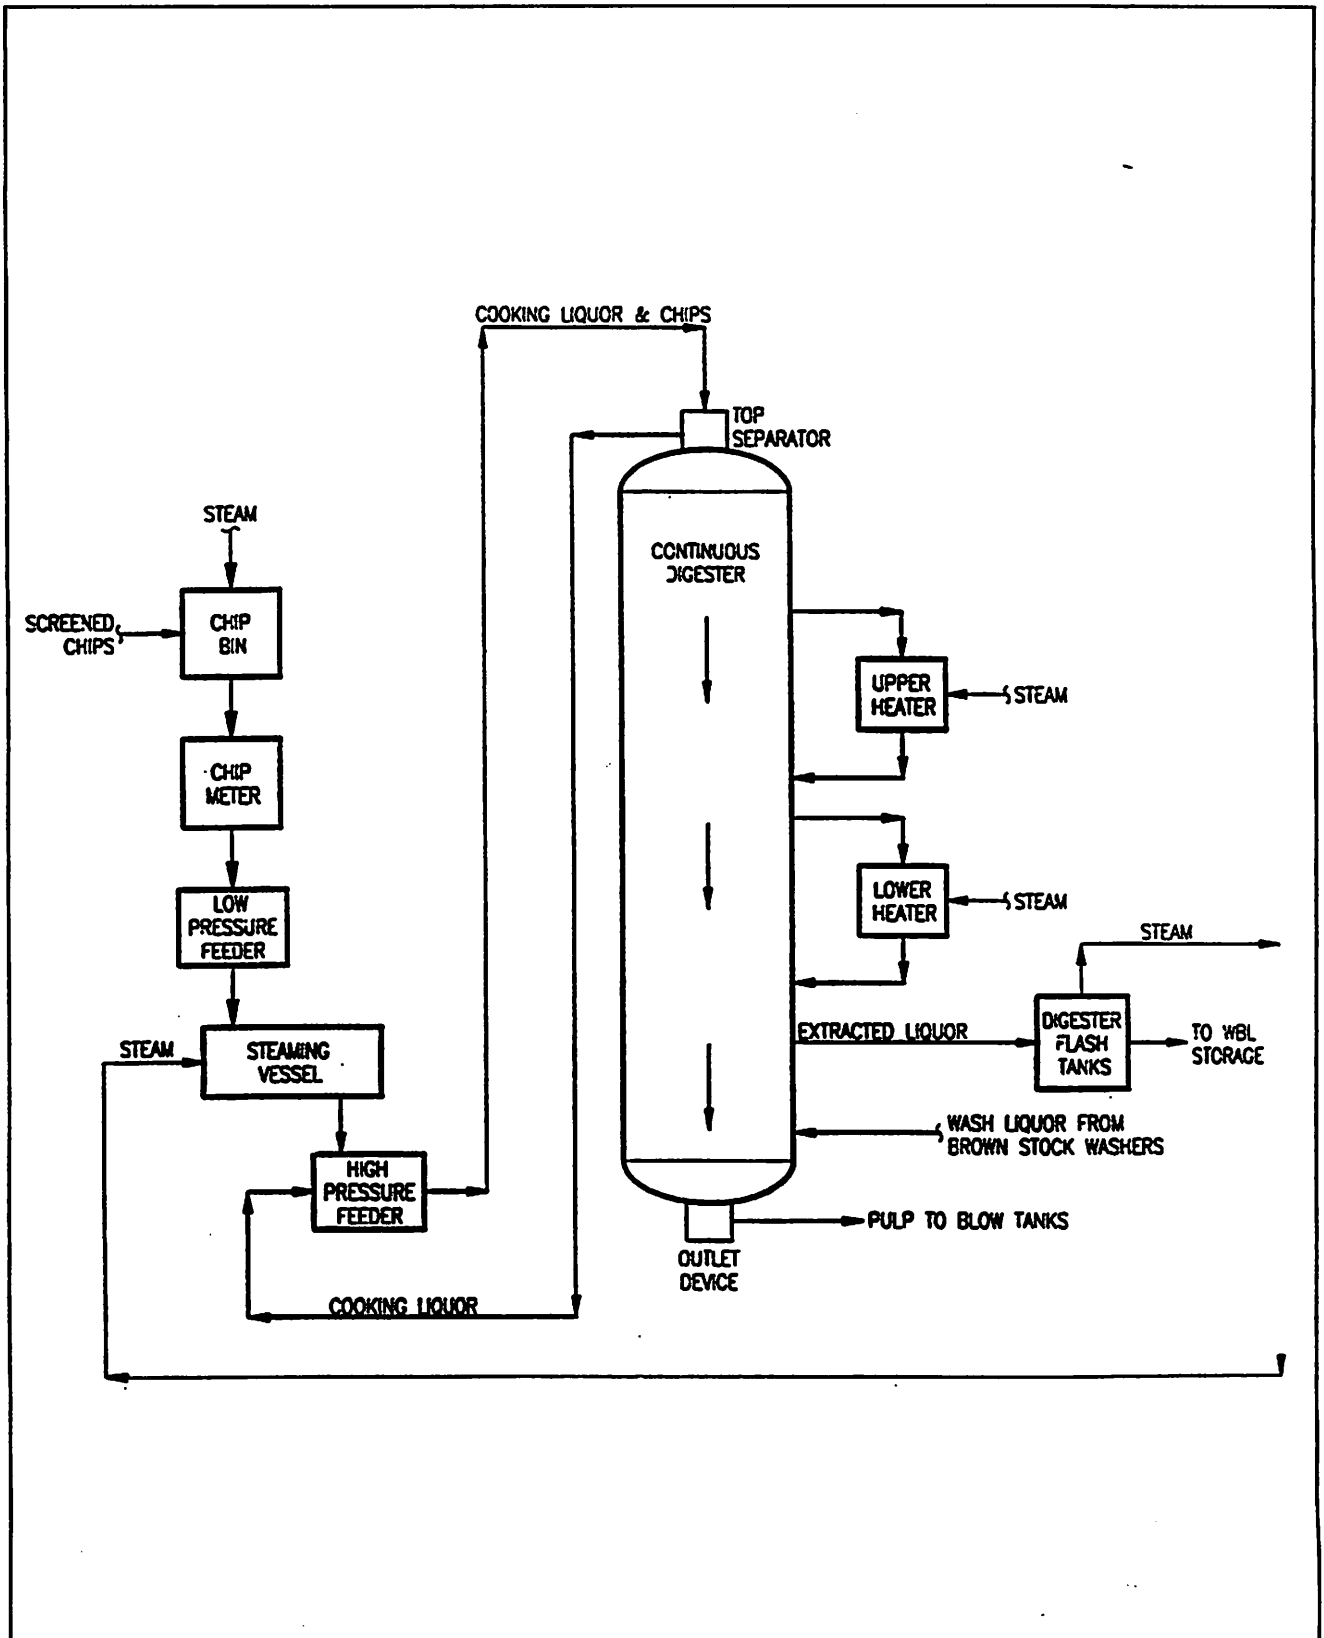 COOKING LIQUOR & CHIPS
TOP
SEPARATOR
STEAM
CONTINUOUS
DIGESTER
SCREENED
CHIPS
CHIP
BIN
UPPER
HEATER
STEAM
CHIP
METER
LOWER
HEATER
STEAM
LOW
PRESSURE
FEEDER
STEAM
EXTRACTED LIQUOR
DIGESTER
FLASH
TANKS
TO WBL
STORAGE
STEAM
STEAMING
VESSEL
WASH LIQUOR FROM
BROWN STOCK WASHERS
HIGH
PRESSURE
FEEDER
PULP TO BLOW TANKS
OUTLET
DEVICE
COOKING LIQUOR